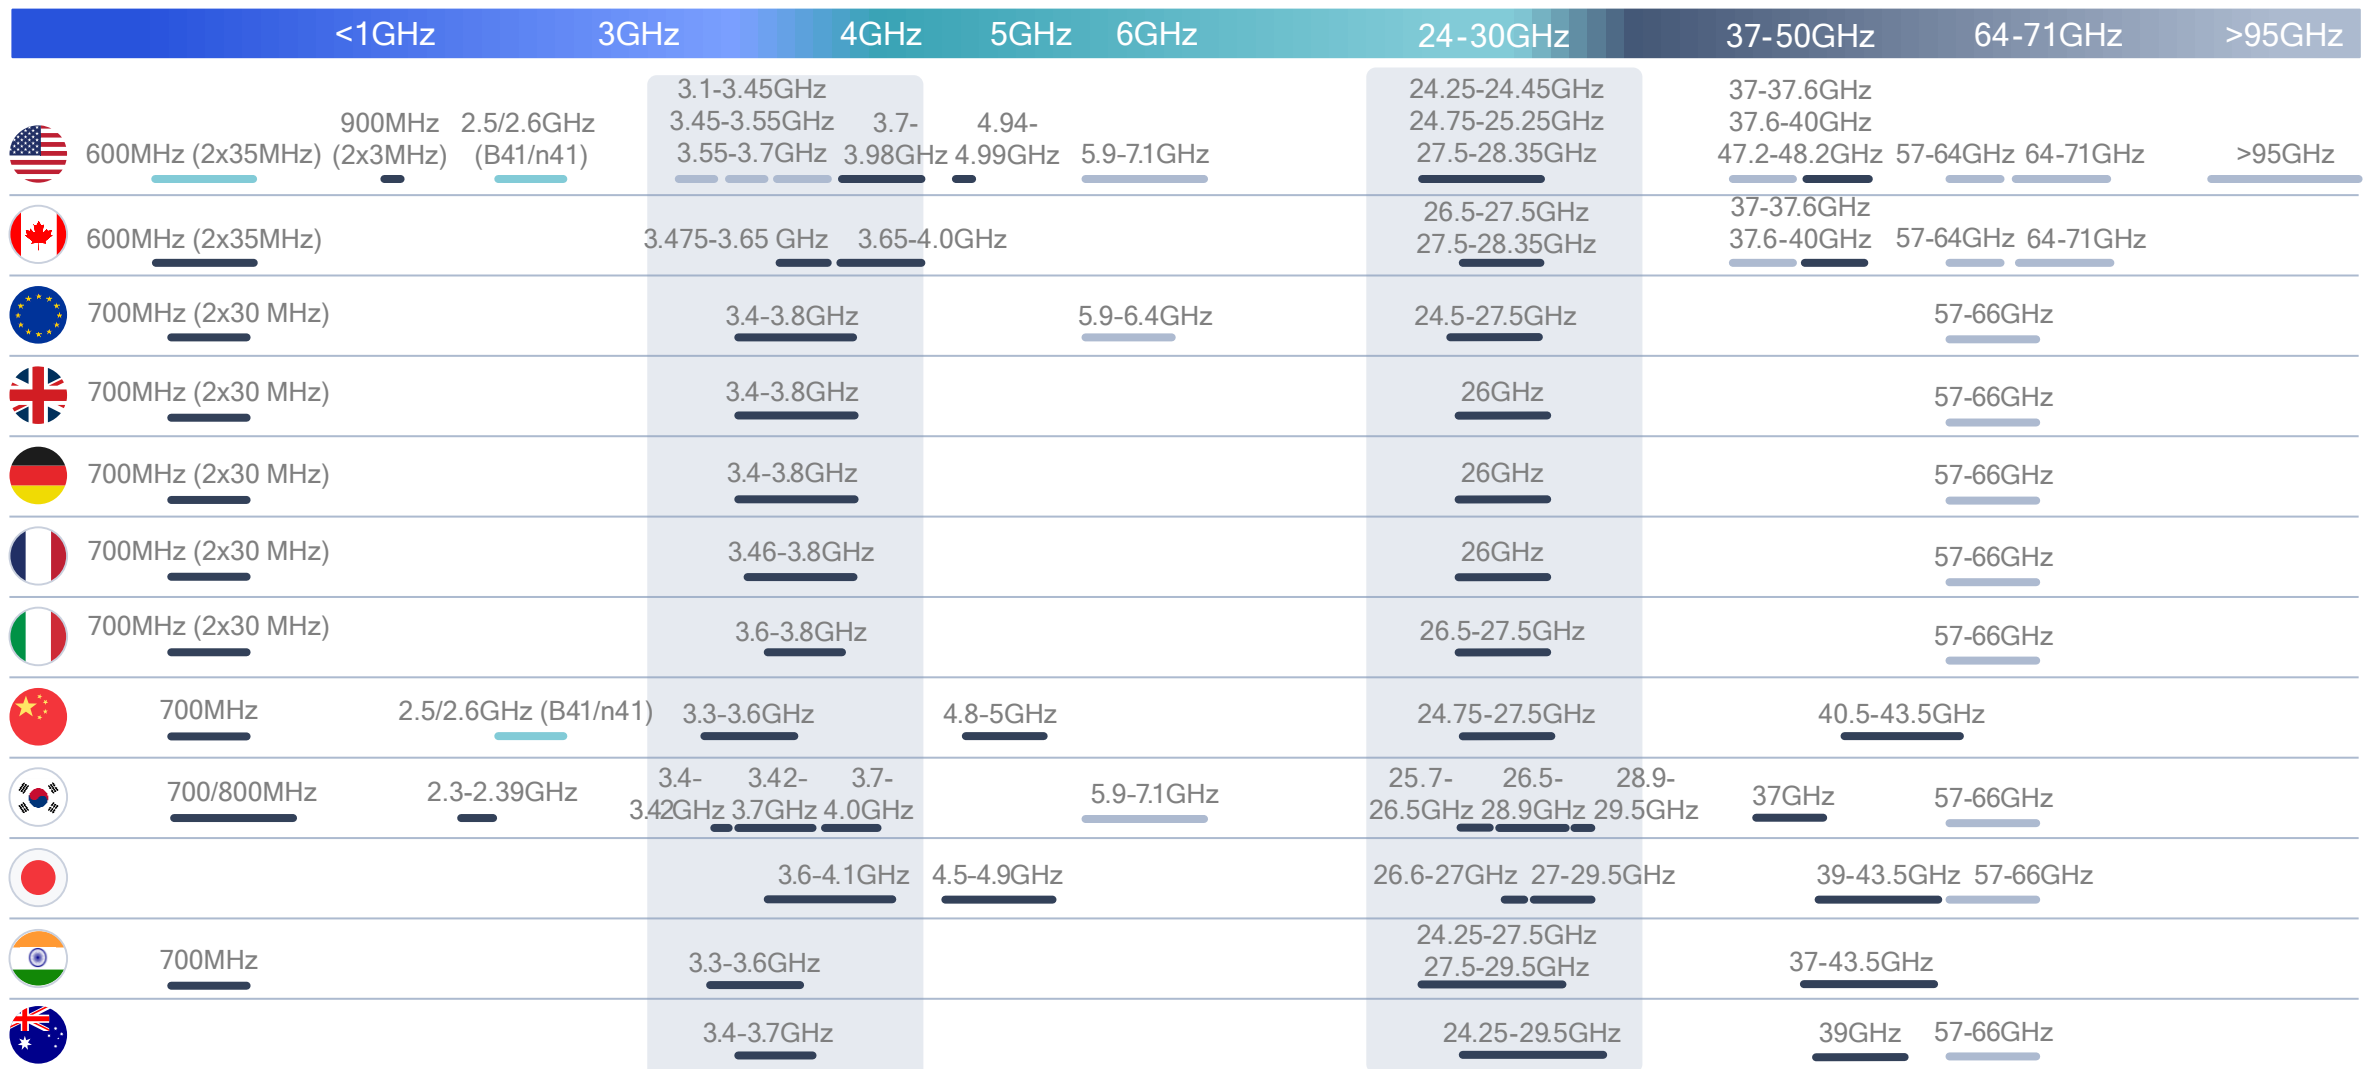 <1GHz 3GHz 4GHz 5GHz 6GHz 24-30GHz 37-50GHz 64-71GHz >95GHz
3.1-3.45GHz 24.25-24.45GHz 37-37.6GHz
900MHz 2.5/2.6GHz 3.45-3.55GHz 3.7- 4.94- 24.75-25.25GHz 37.6-40GHz
600MHz (2x35MHz) (2x3MHz) (B41/n41) 3.55-3.7GHz 3.98GHz 4.99GHz 5.9-7.1GHz 27.5-28.35GHz 47.2-48.2GHz 57-64GHz 64-71GHz >95GHz
26.5-27.5GHz 37-37.6GHz
600MHz (2x35MHz) 3.475-3.65 GHz 3.65-4.0GHz 27.5-28.35GHz 37.6-40GHz 57-64GHz 64-71GHz
700MHz (2x30 MHz) 3.4-3.8GHz 5.9-6.4GHz 24.5-27.5GHz 57-66GHz
700MHz (2x30 MHz) 3.4-3.8GHz 26GHz 57-66GHz
700MHz (2x30 MHz) 3.4-3.8GHz 26GHz 57-66GHz
700MHz (2x30 MHz) 3.46-3.8GHz 26GHz 57-66GHz
700MHz (2x30 MHz) 3.6-3.8GHz 26.5-27.5GHz 57-66GHz
700MHz 2.5/2.6GHz (B41/n41) 3.3-3.6GHz 4.8-5GHz 24.75-27.5GHz 40.5-43.5GHz
3.4- 3.42- 3.7- 25.7- 26.5- 28.9-
700/800MHz 2.3-2.39GHz 3.42GHz 3.7GHz 4.0GHz 5.9-7.1GHz 26.5GHz 28.9GHz 29.5GHz 37GHz 57-66GHz
3.6-4.1GHz 4.5-4.9GHz 26.6-27GHz 27-29.5GHz 39-43.5GHz 57-66GHz
24.25-27.5GHz
700MHz 3.3-3.6GHz 27.5-29.5GHz 37-43.5GHz
3.4-3.7GHz 24.25-29.5GHz 39GHz 57-66GHz